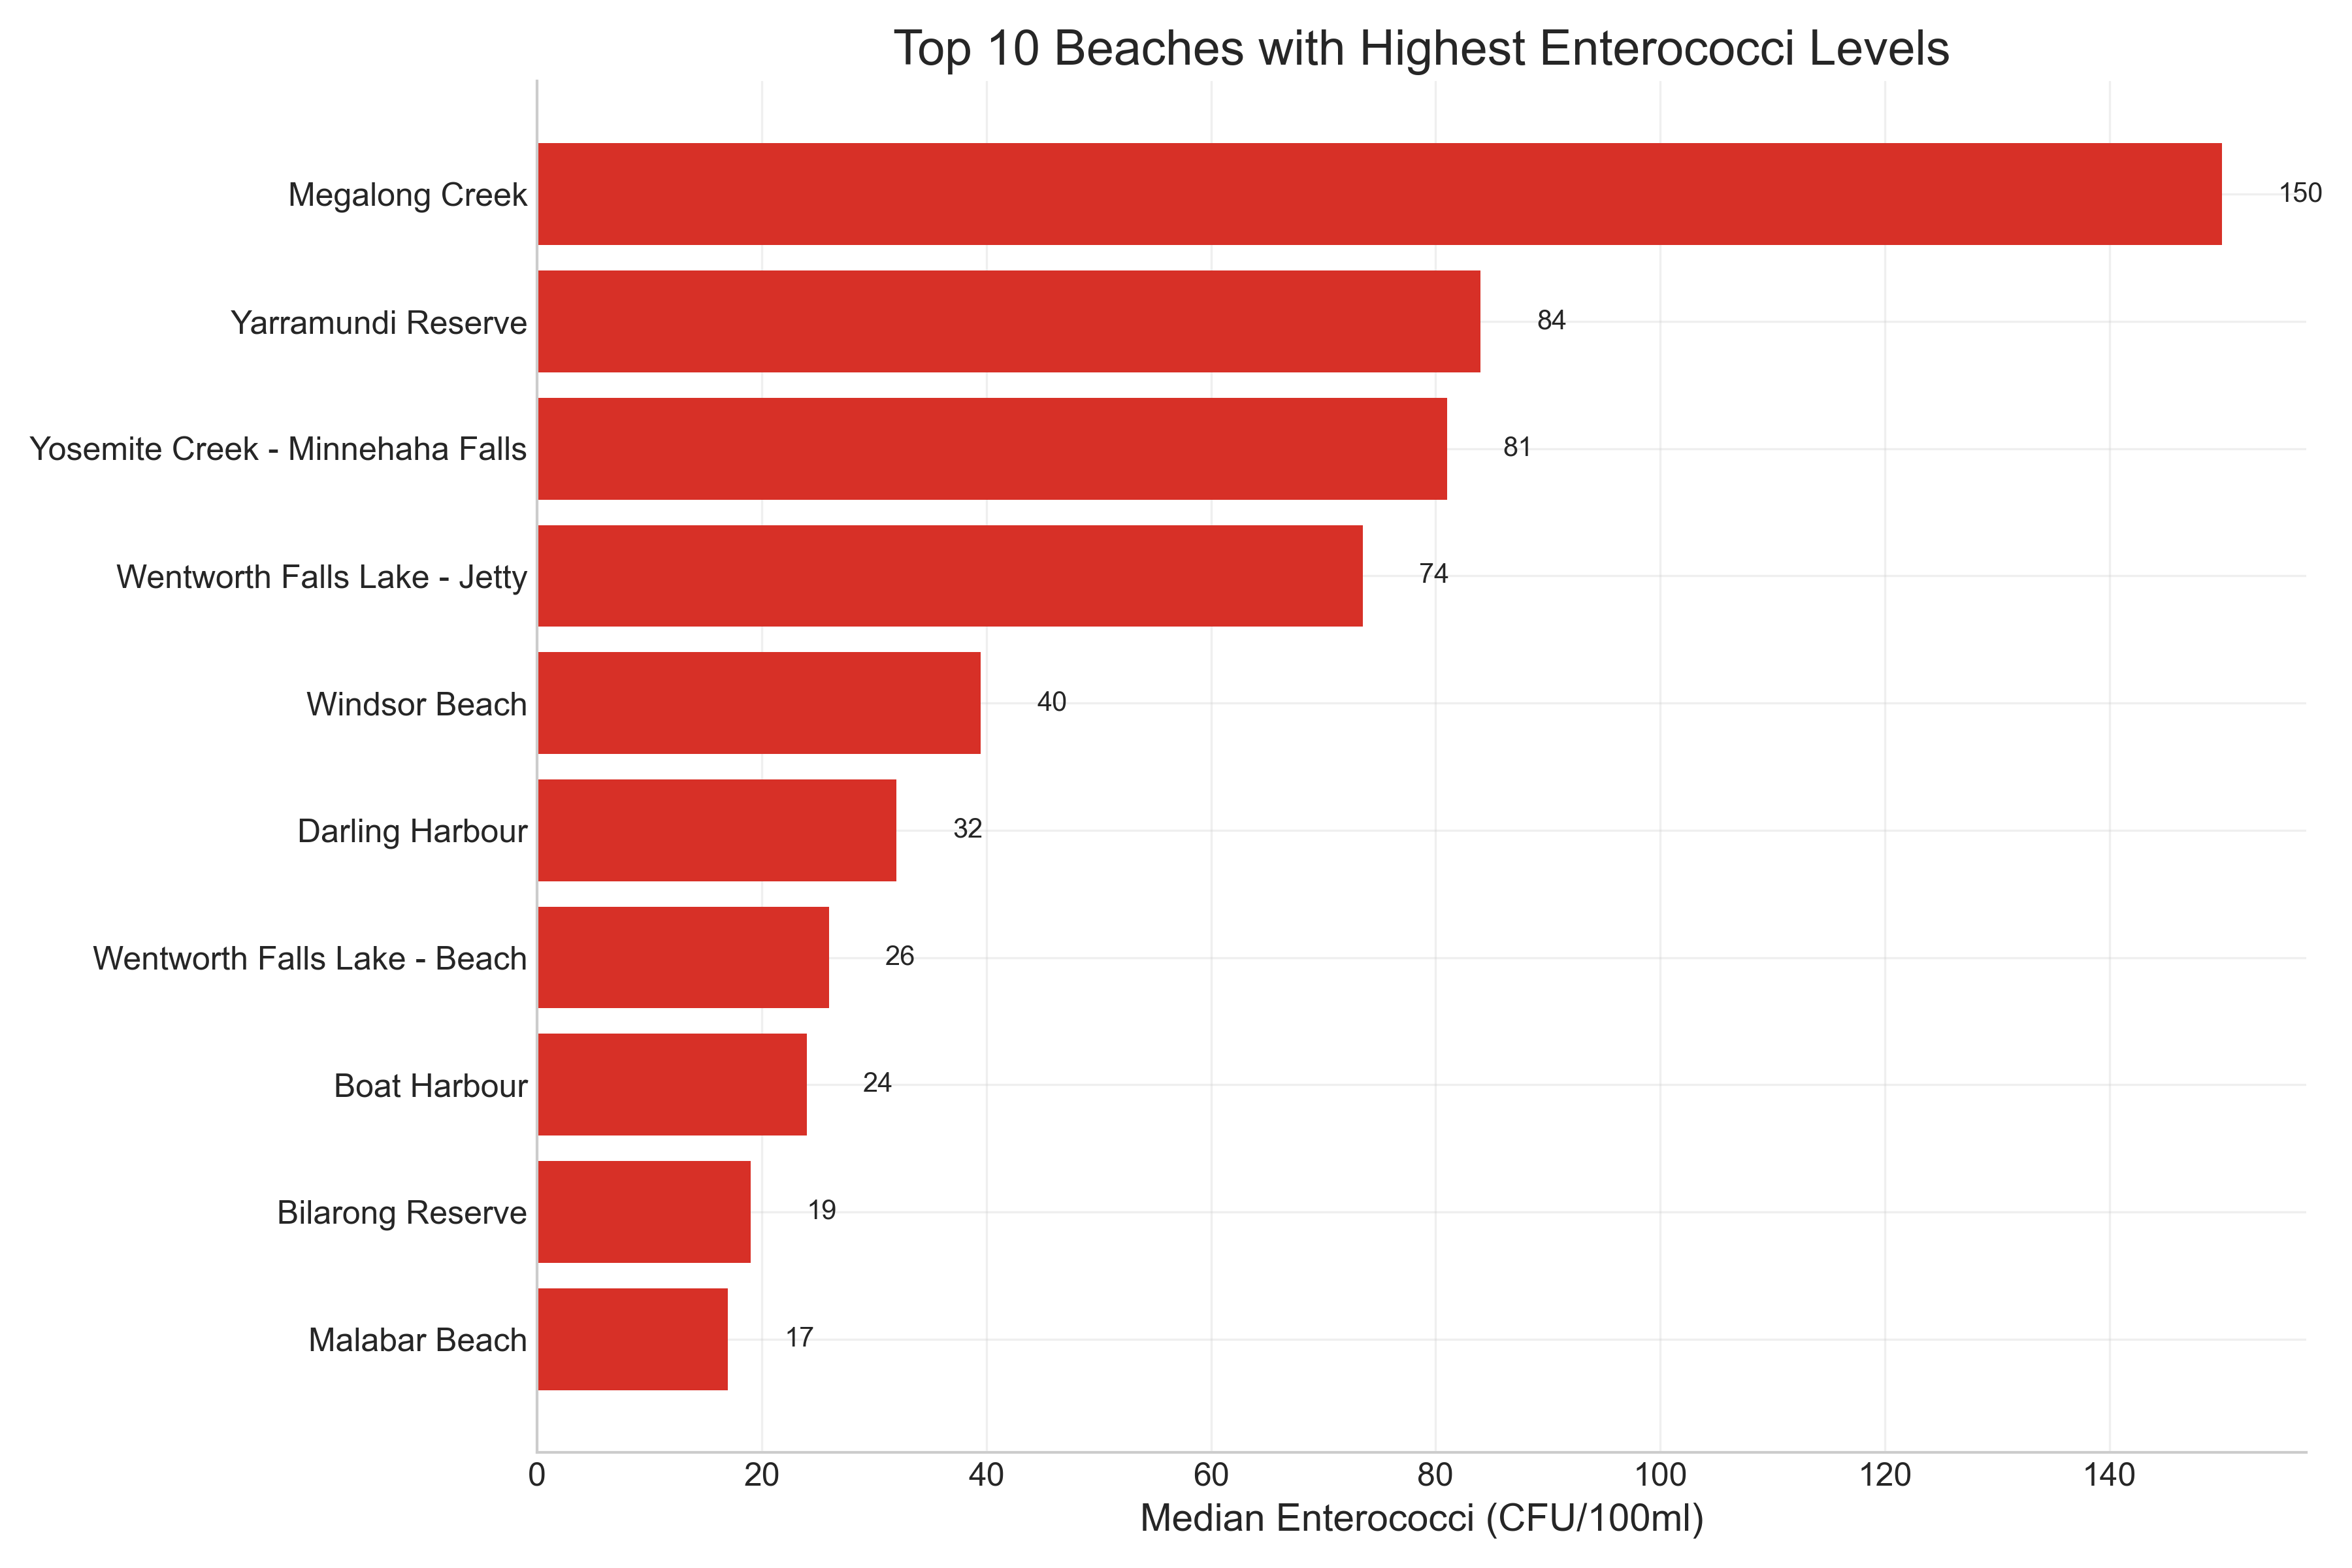 Top 10 Beaches with Highest Enterococci Levels
Megalong Creek 150
Yarramundi Reserve 84
Yosemite Creek - Minnehaha Falls 81
Wentworth Falls Lake - Jetty 74
Windsor Beach 40
Darling Harbour 32
Wentworth Falls Lake - Beach 26
Boat Harbour 24
Bilarong Reserve 19
Malabar Beach 17
0 20 40 60 80 100 120 140
Median Enterococci (CFU/100ml)